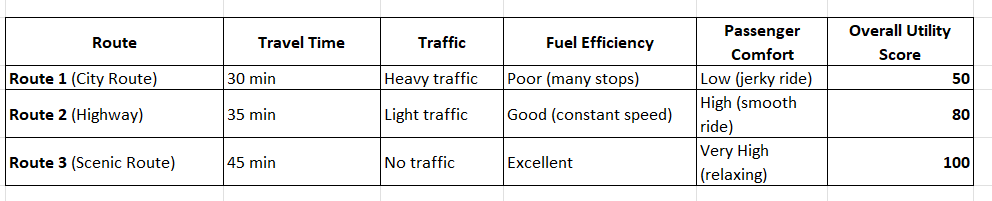 Route Travel Time Traffic Fuel Efficiency Passenger Comfort Overall Utility Score
Route 1 (City Route) 30 min Heavy traffic Poor (many stops) Low (jerky ride) 50
Route 2 (Highway) 35 min Light traffic Good (constant speed) High (smooth ride) 80
Route 3 (Scenic Route) 45 min No traffic Excellent Very High (relaxing) 100